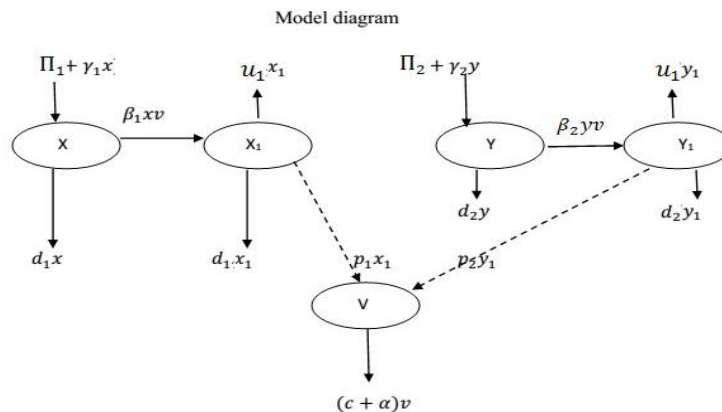 Model diagram
Π₁ + γ₁x
u₁x₁
Π₂ + γ₂y
u₁y₁
β₁xv
β₂yv
X
X₁
Y
Y₁
d₁x
d₁x₁
d₂y
d₂y₁
p₁x₁
p₂y₁
V
(c + α)v